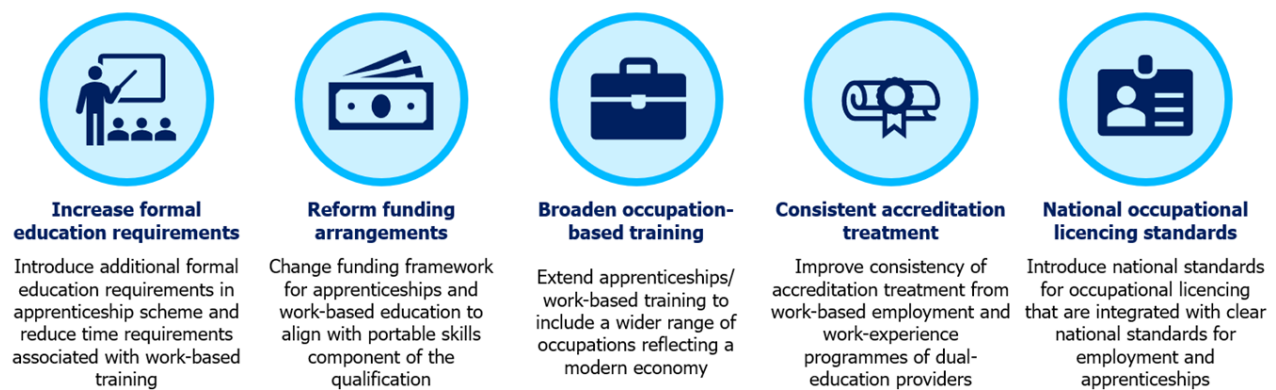 Increase formal
education requirements
Introduce additional formal
education requirements in
apprenticeship scheme and
reduce time requirements
associated with work-based
training
Reform funding
arrangements
Change funding framework
for apprenticeships and
work-based education to
align with portable skills
component of the
qualification
Broaden occupation-
based training
Extend apprenticeships/
work-based training to
include a wider range of
occupations reflecting a
modern economy
Consistent accreditation
treatment
Improve consistency of
accreditation treatment from
work-based employment and
work-experience
programmes of dual-
education providers
National occupational
licencing standards
Introduce national standards
for occupational licencing
that are integrated with clear
national standards for
employment and
apprenticeships